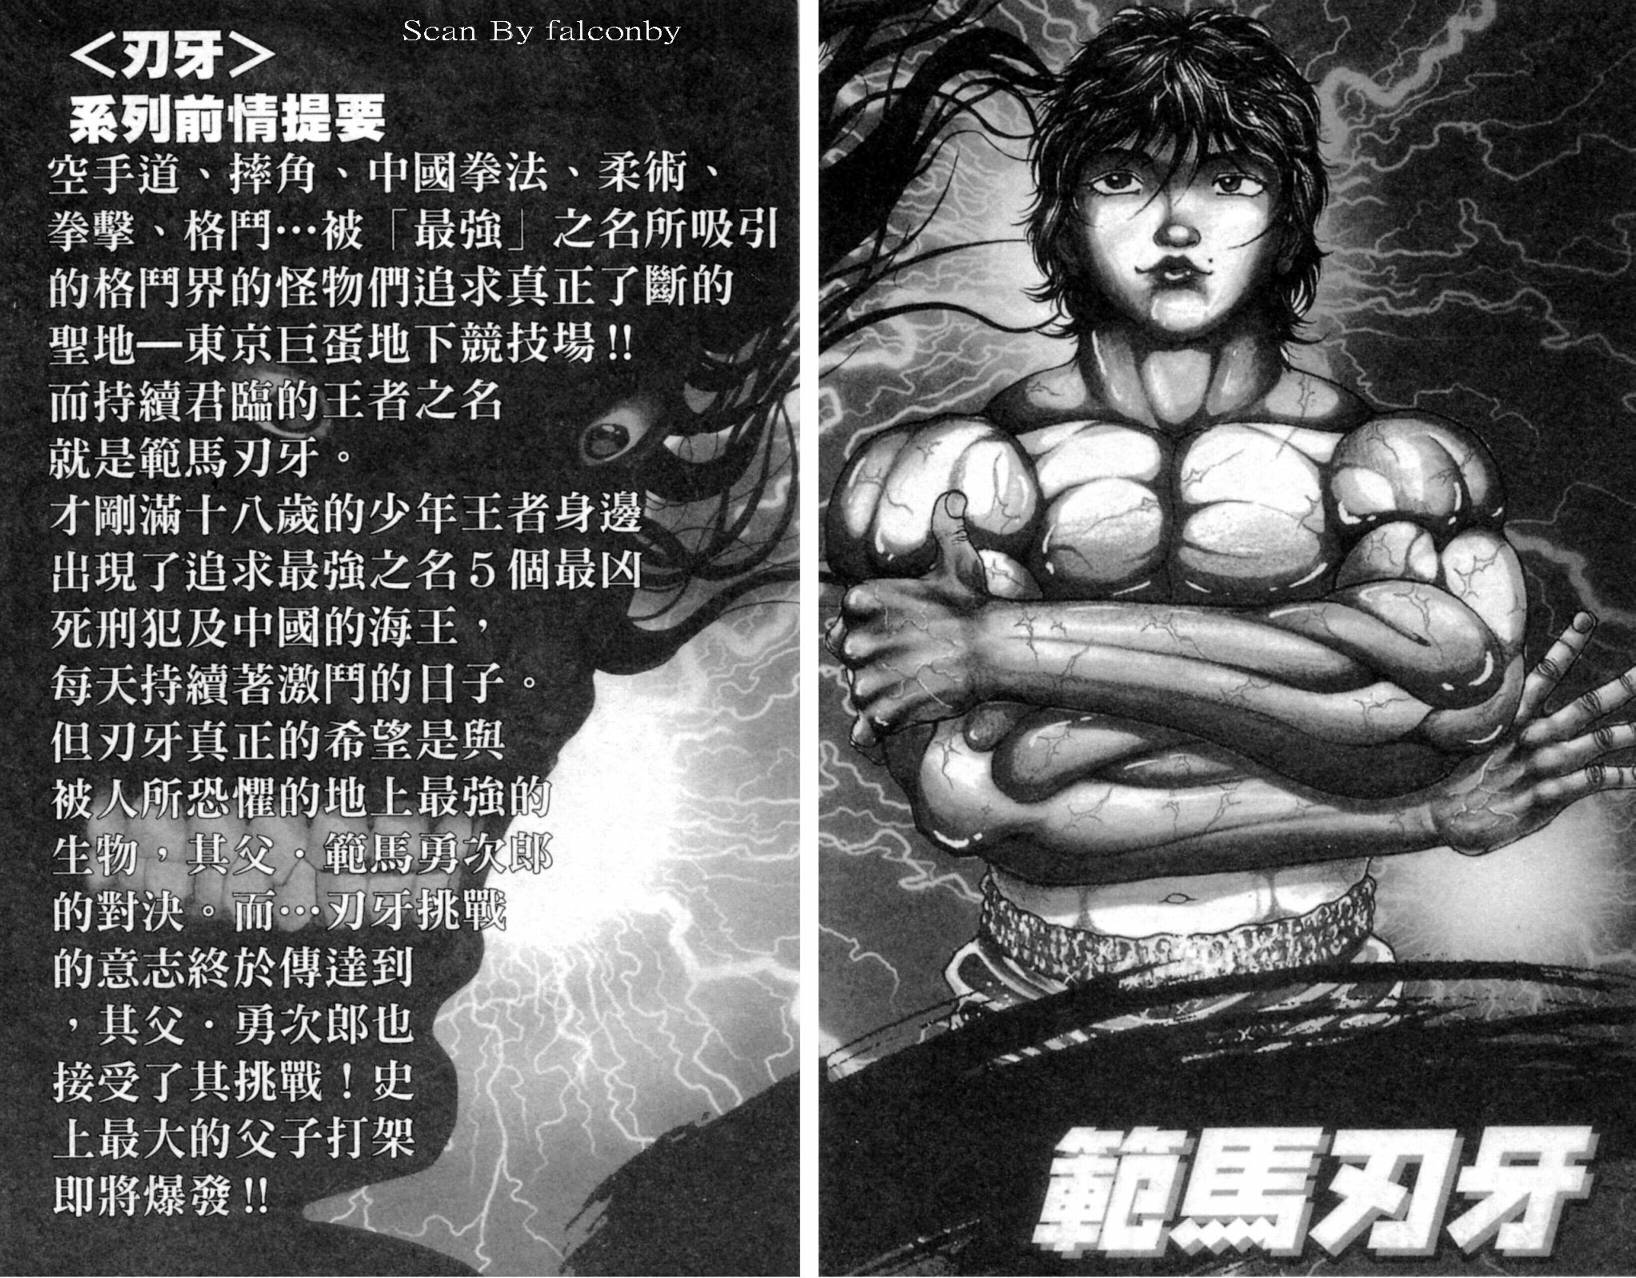 Scan By falconby
＜刃牙＞
系列前情提要
空手道、摔角、中國拳法、柔術、
拳擊、格鬥…被「最強」之名所吸引
的格鬥界的怪物們追求真正了斷的
聖地—東京巨蛋地下競技場!!
而持續君臨的王者之名
就是範馬刃牙。
才剛滿十八歲的少年王者身邊
出現了追求最強之名5個最凶
死刑犯及中國的海王，
每天持續著激鬥的日子。
但刃牙真正的希望是與
被人所恐懼的地上最強的
生物，其父．範馬勇次郎
的對決。而…刃牙挑戰
的意志終於傳達到
，其父．勇次郎也
接受了其挑戰！史
上最大的父子打架
即將爆發!!
範馬刃牙